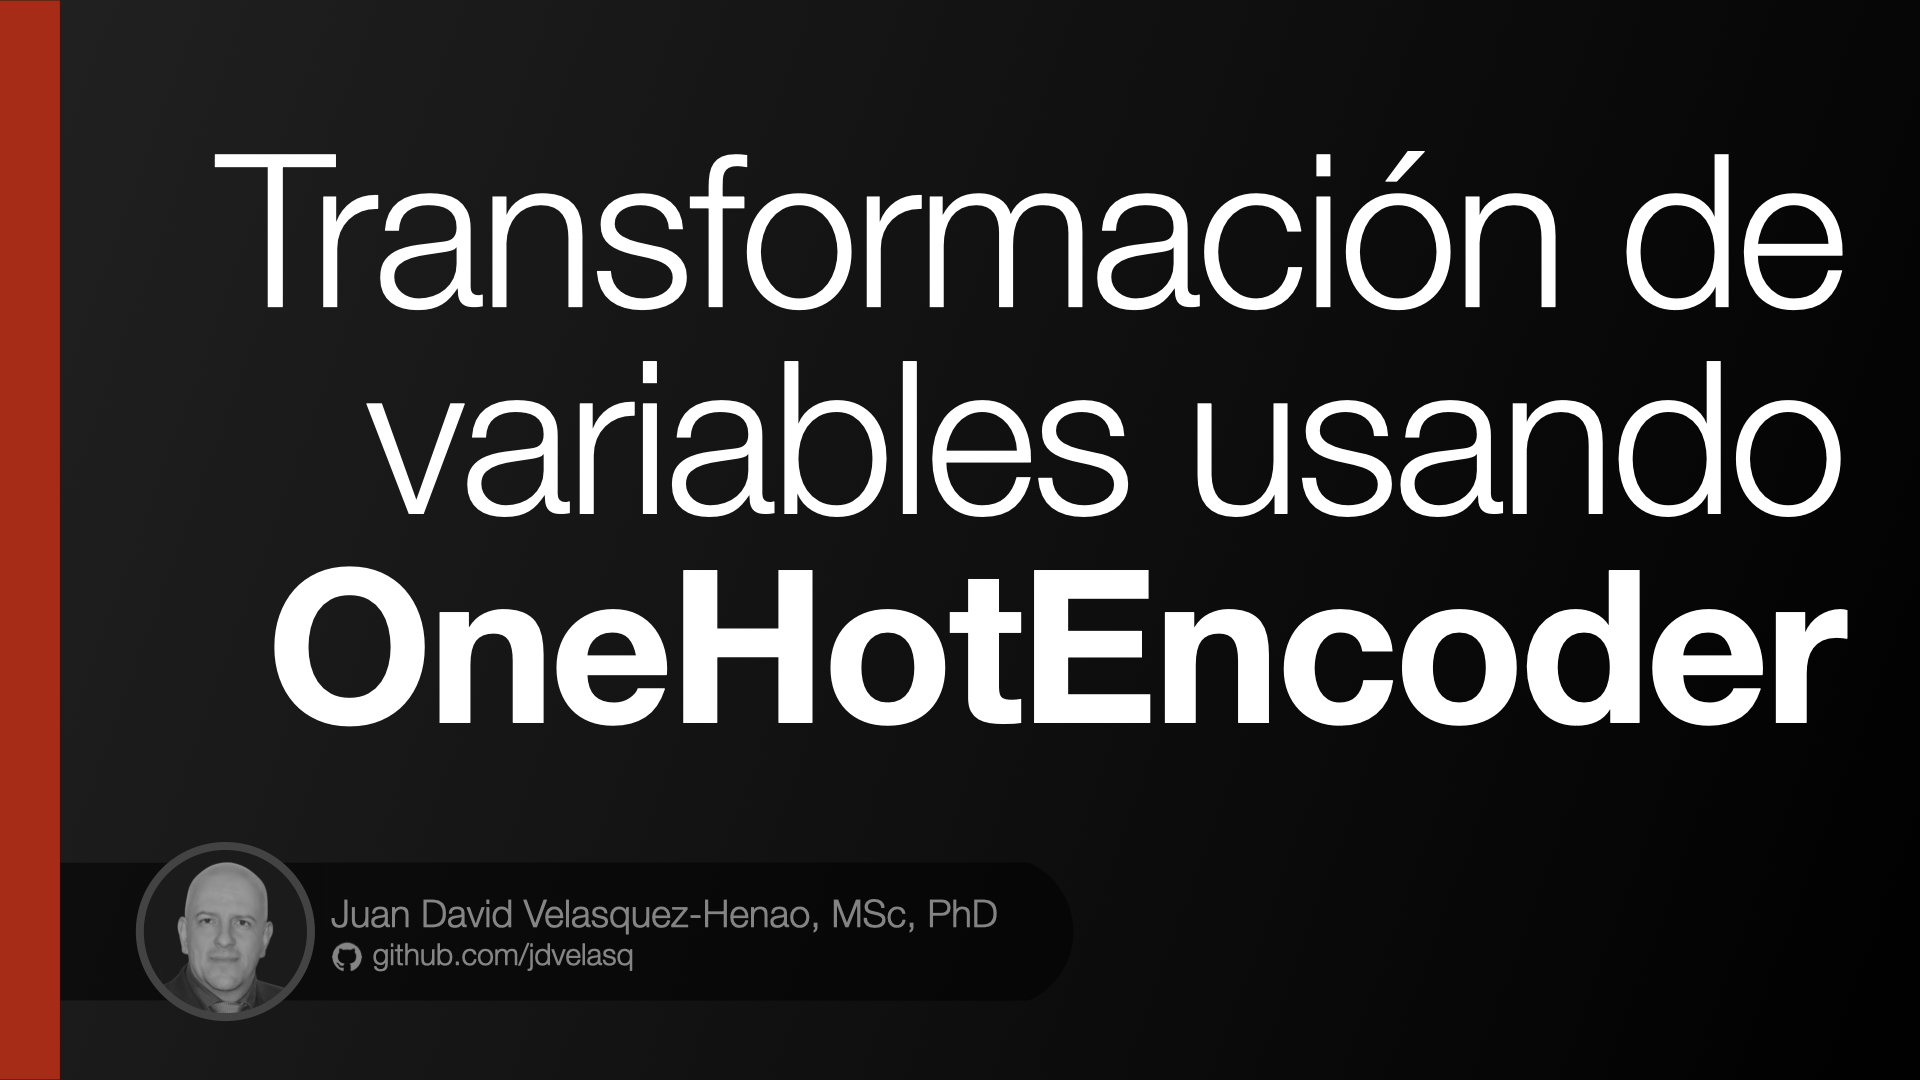 Transformación de
variables usando
OneHotEncoder
Juan David Velasquez-Henao, MSc, PhD
github.com/jdvelasq